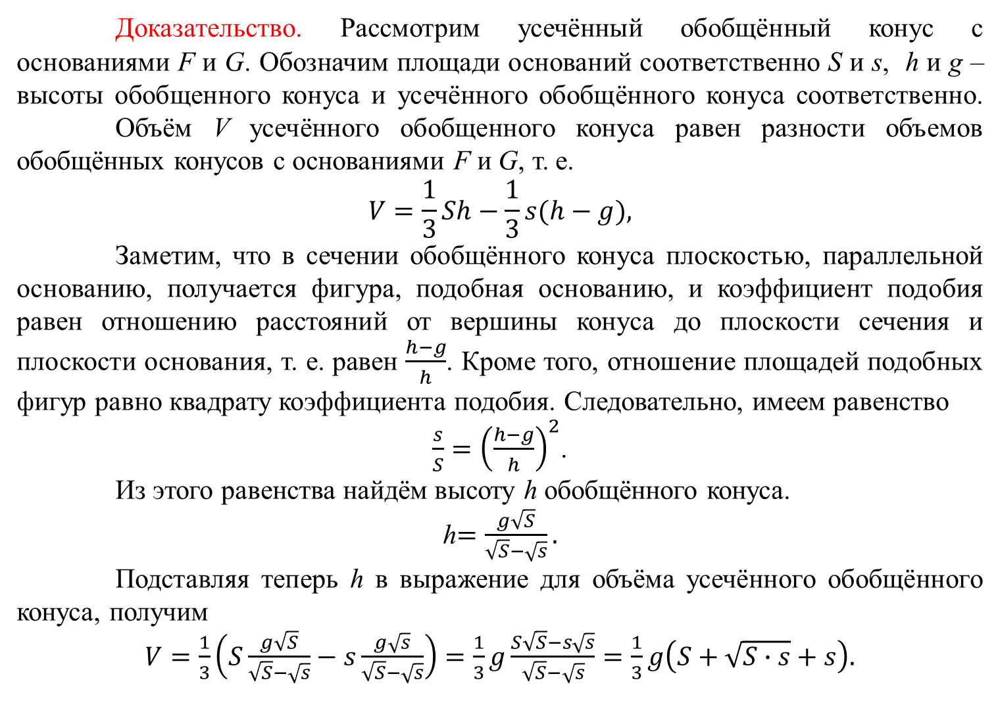 Доказательство. Рассмотрим усечённый обобщённый конус с
основаниями F и G. Обозначим площади оснований соответственно S и s, h и g –
высоты обобщенного конуса и усечённого обобщённого конуса соответственно.
Объём V усечённого обобщенного конуса равен разности объемов
обобщённых конусов с основаниями F и G, т. е.
V = \frac{1}{3}Sh − \frac{1}{3}s(h − g),
Заметим, что в сечении обобщённого конуса плоскостью, параллельной
основанию, получается фигура, подобная основанию, и коэффициент подобия
равен отношению расстояний от вершины конуса до плоскости сечения и
плоскости основания, т. е. равен \frac{h−g}{h}. Кроме того, отношение площадей подобных
фигур равно квадрату коэффициента подобия. Следовательно, имеем равенство
\frac{s}{S} = \left(\frac{h−g}{h}\right)^2.
Из этого равенства найдём высоту h обобщённого конуса.
h= \frac{g\sqrt{S}}{\sqrt{S}−\sqrt{s}}.
Подставляя теперь h в выражение для объёма усечённого обобщённого
конуса, получим
V = \frac{1}{3}\left(S\frac{g\sqrt{S}}{\sqrt{S}−\sqrt{s}} − s\frac{g\sqrt{s}}{\sqrt{S}−\sqrt{s}}\right) = \frac{1}{3}g\frac{S\sqrt{S}−s\sqrt{s}}{\sqrt{S}−\sqrt{s}} = \frac{1}{3}g(S + \sqrt{S · s} + s).